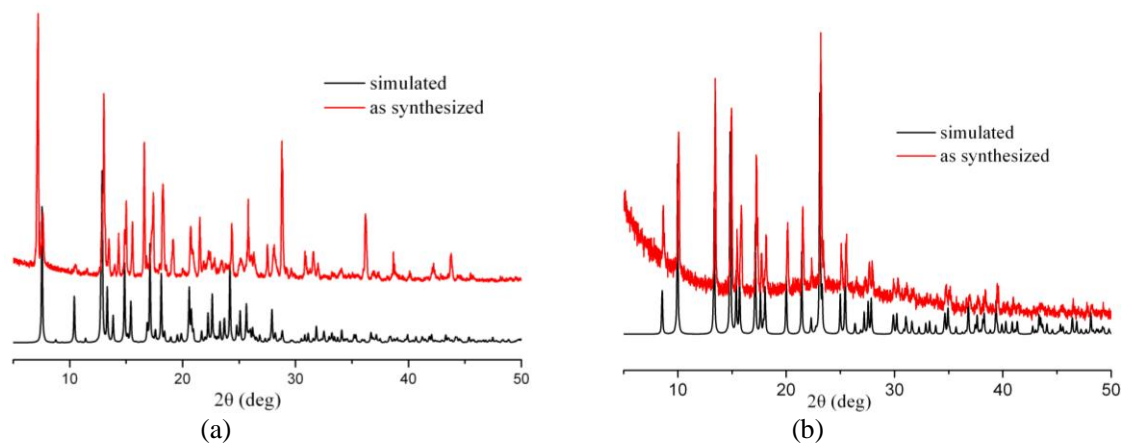 simulated
as synthesized
10
20
30
40
50
2θ (deg)
(a)
simulated
as synthesized
10
20
30
40
50
2θ (deg)
(b)